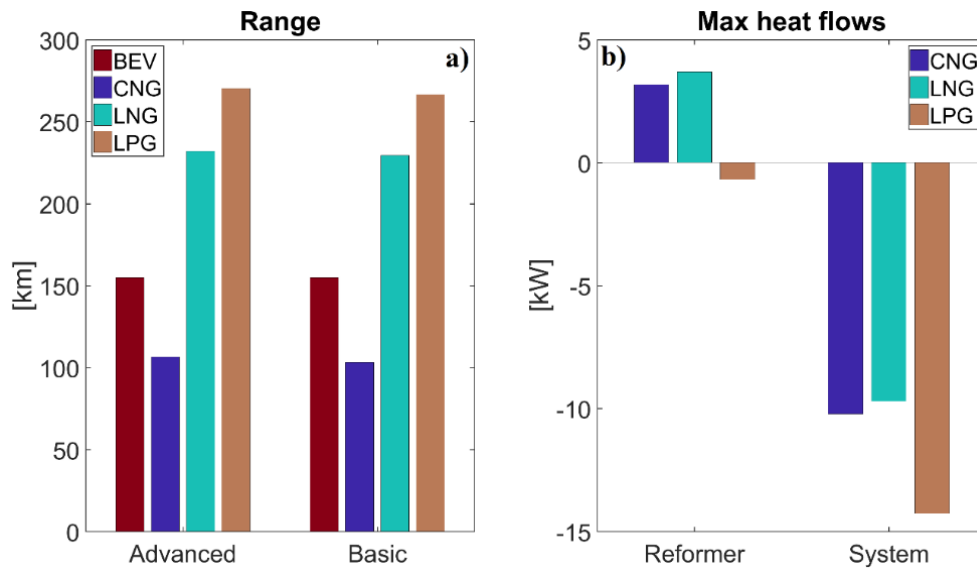 Range
a)
BEV
CNG
LNG
LPG
300
250
200
150
100
50
0
[km]
Advanced
Basic
Max heat flows
b)
CNG
LNG
LPG
5
0
-5
-10
-15
[kW]
Reformer
System